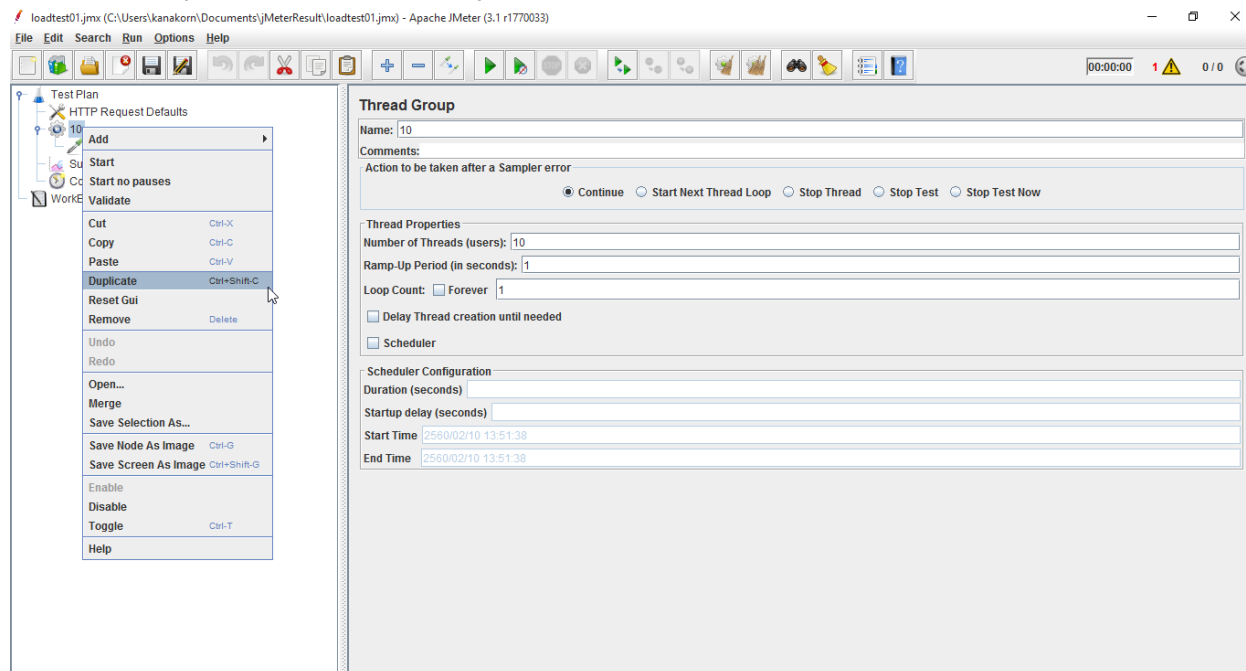 loadtest01.jmx (C:\Users\kanakorn\Documents\jMeterResult\loadtest01.jmx) - Apache JMeter (3.1 r1770033)
File Edit Search Run Options Help
00:00:00 1 0 / 0
Test Plan
HTTP Request Defaults
10
Su
Co
WorkB
Add
Start
Start no pauses
Validate
Cut Ctrl-X
Copy Ctrl-C
Paste Ctrl-V
Duplicate Ctrl+Shift-C
Reset Gui
Remove Delete
Undo
Redo
Open...
Merge
Save Selection As...
Save Node As Image Ctrl-G
Save Screen As Image Ctrl+Shift-G
Enable
Disable
Toggle Ctrl-T
Help
Thread Group
Name: 10
Comments:
Action to be taken after a Sampler error
Continue Start Next Thread Loop Stop Thread Stop Test Stop Test Now
Thread Properties
Number of Threads (users): 10
Ramp-Up Period (in seconds): 1
Loop Count: Forever 1
Delay Thread creation until needed
Scheduler
Scheduler Configuration
Duration (seconds)
Startup delay (seconds)
Start Time 2560/02/10 13:51:38
End Time 2560/02/10 13:51:38